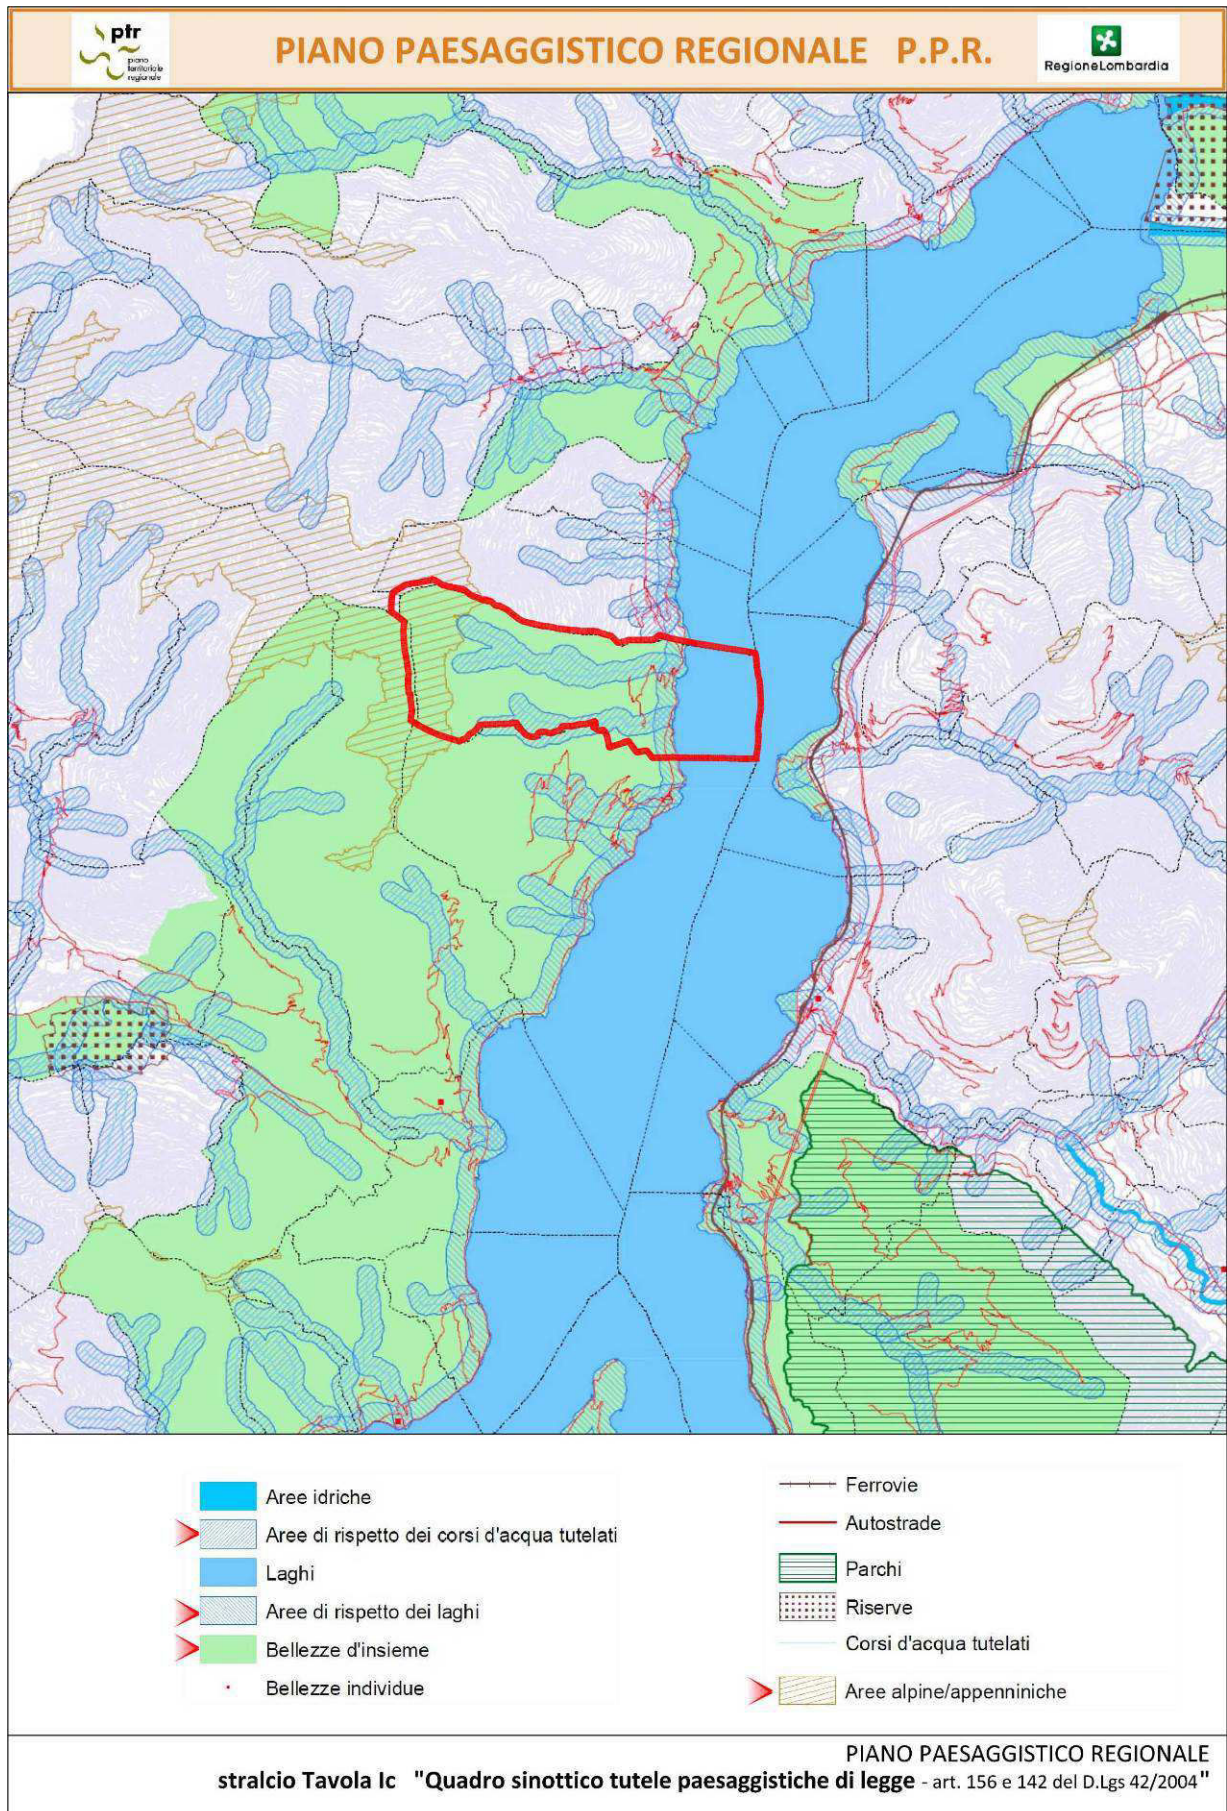 ptr
piano
territoriale
regionale
PIANO PAESAGGISTICO REGIONALE P.P.R.
RegioneLombardia
Aree idriche
Aree di rispetto dei corsi d'acqua tutelati
Laghi
Aree di rispetto dei laghi
Bellezze d'insieme
Bellezze individue
Ferrovie
Autostrade
Parchi
Riserve
Corsi d'acqua tutelati
Aree alpine/appenniniche
PIANO PAESAGGISTICO REGIONALE
stralcio Tavola Ic "Quadro sinottico tutele paesaggistiche di legge - art. 156 e 142 del D.Lgs 42/2004"